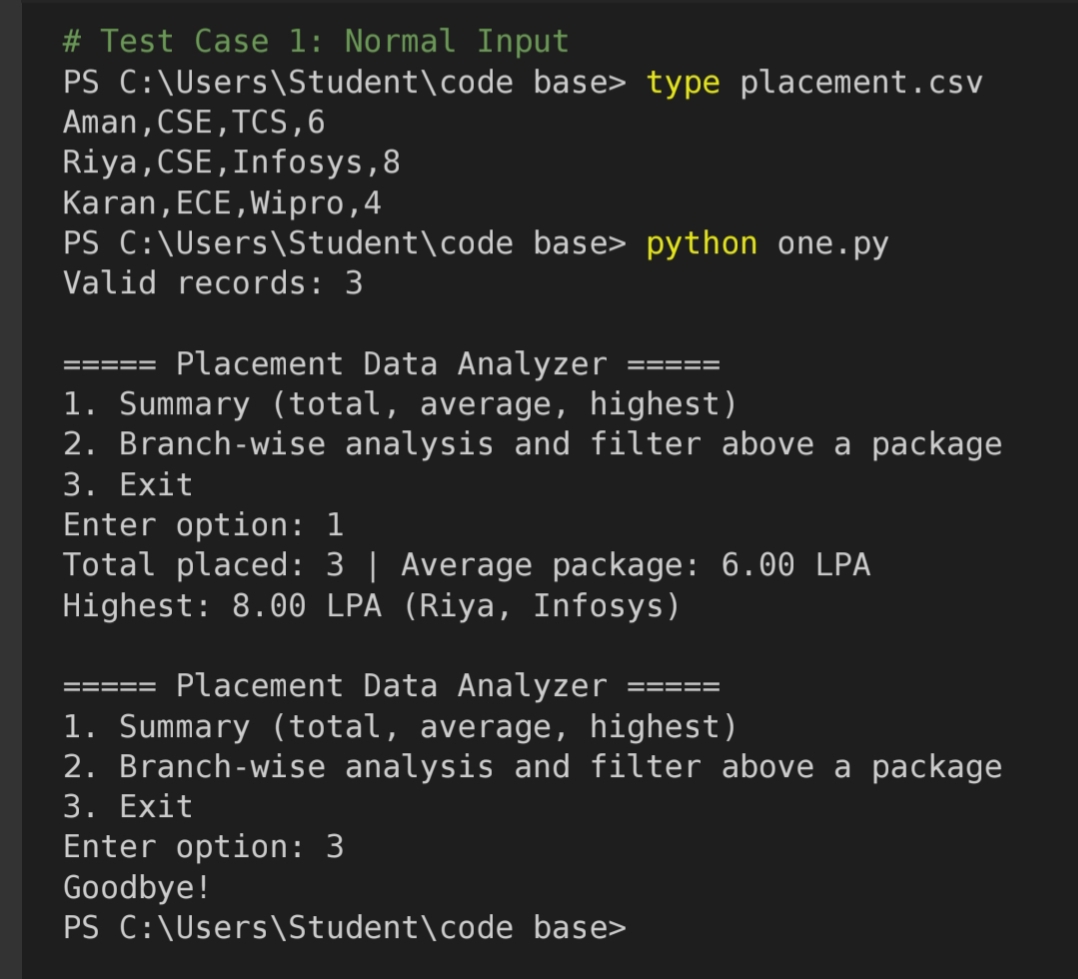 # Test Case 1: Normal Input
PS C:\Users\Student\code base> type placement.csv
Aman,CSE,TCS,6
Riya,CSE,Infosys,8
Karan,ECE,Wipro,4
PS C:\Users\Student\code base> python one.py
Valid records: 3

===== Placement Data Analyzer =====
1. Summary (total, average, highest)
2. Branch-wise analysis and filter above a package
3. Exit
Enter option: 1
Total placed: 3 | Average package: 6.00 LPA
Highest: 8.00 LPA (Riya, Infosys)

===== Placement Data Analyzer =====
1. Summary (total, average, highest)
2. Branch-wise analysis and filter above a package
3. Exit
Enter option: 3
Goodbye!
PS C:\Users\Student\code base>